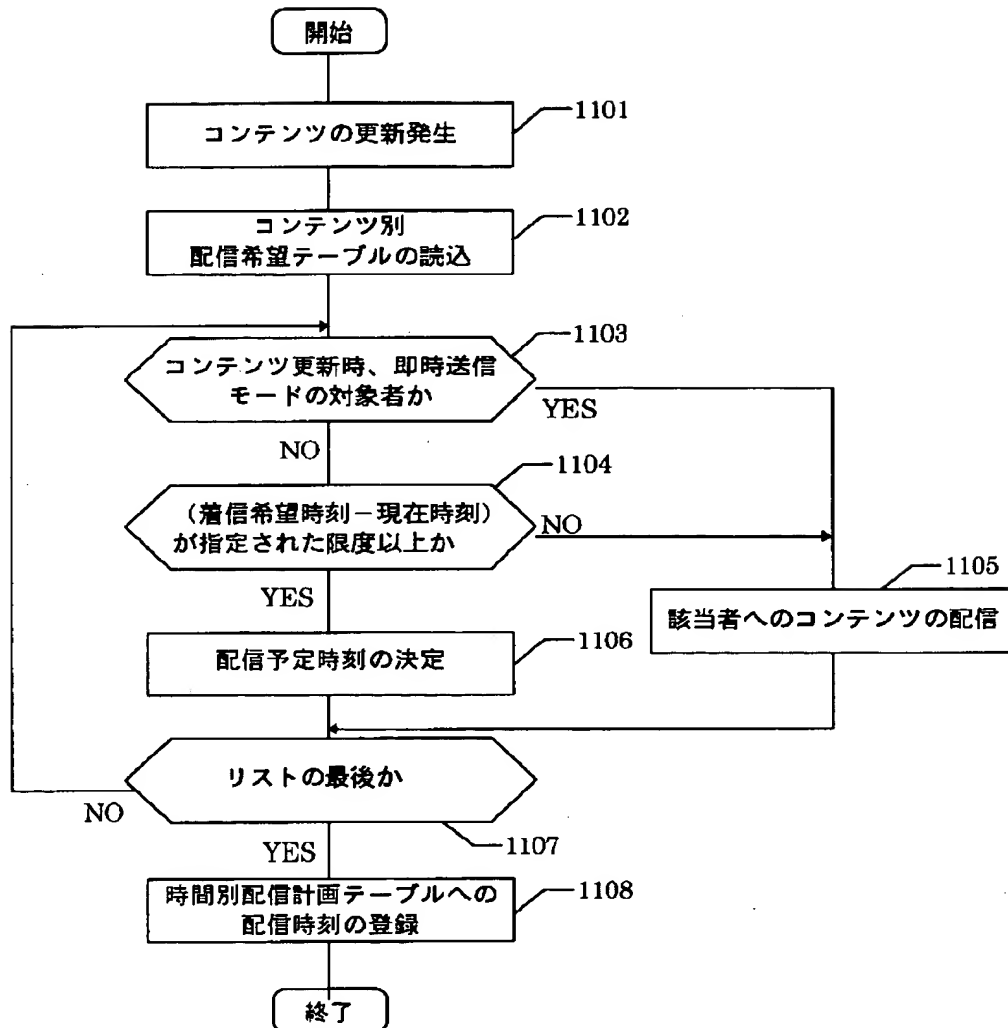 開始
コンテンツの更新発生
1101
コンテンツ別
配信希望テーブルの読込
1102
コンテンツ更新時、即時送信
モードの対象者か
1103
YES
NO
(着信希望時刻－現在時刻)
が指定された限度以上か
1104
NO
YES
該当者へのコンテンツの配信
1105
配信予定時刻の決定
1106
リストの最後か
NO
1107
YES
時間別配信計画テーブルへの
配信時刻の登録
1108
終了